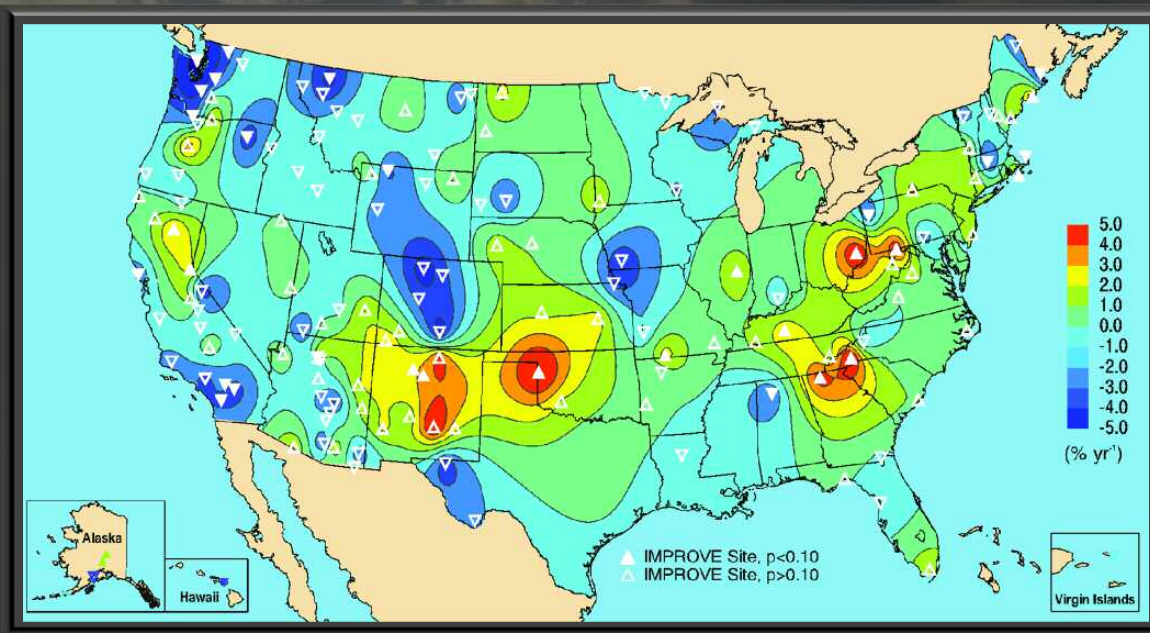 5.0
4.0
3.0
2.0
1.0
0.0
-1.0
-2.0
-3.0
-4.0
-5.0
(% yr⁻¹)
IMPROVE Site, p<0.10
IMPROVE Site, p>0.10
Alaska
Hawaii
Virgin Islands